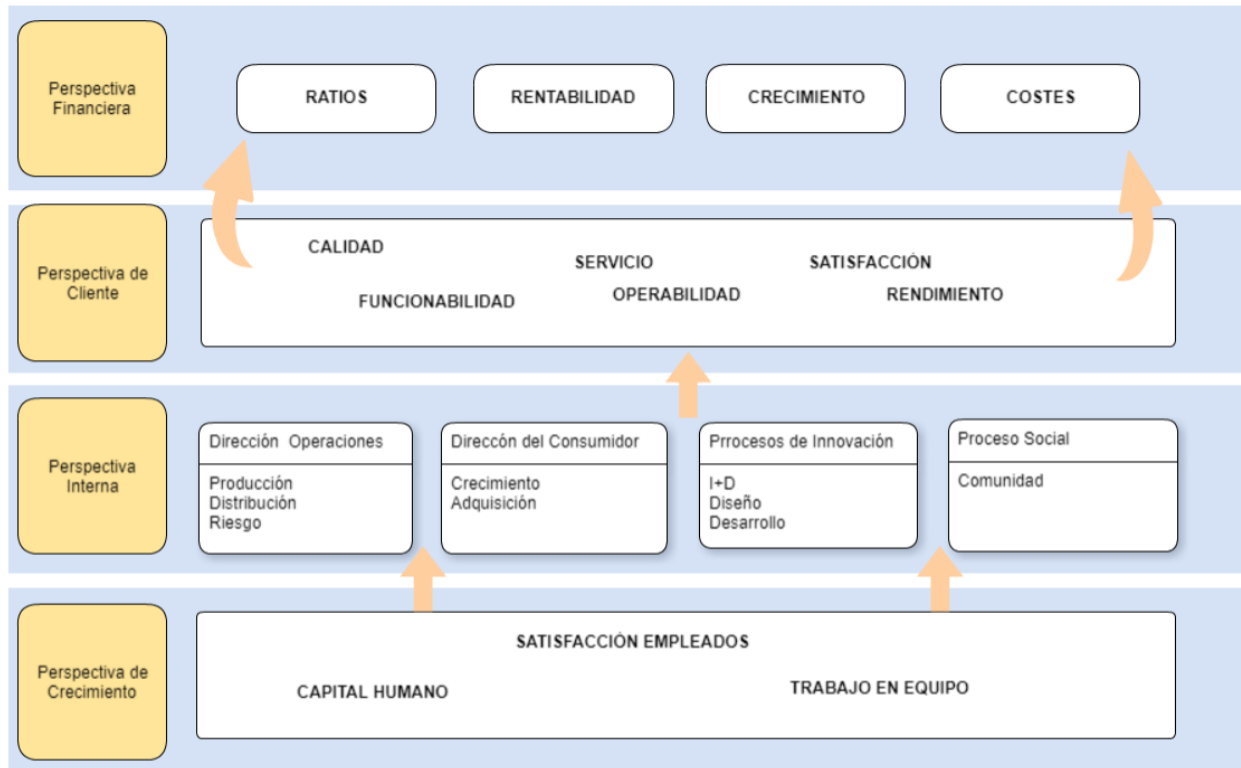 Perspectiva
Financiera
RATIOS
RENTABILIDAD
CRECIMIENTO
COSTES
Perspectiva de
Cliente
CALIDAD
SERVICIO
SATISFACCIÓN
FUNCIONABILIDAD
OPERABILIDAD
RENDIMIENTO
Perspectiva
Interna
Dirección Operaciones
Producción
Distribución
Riesgo
Direccón del Consumidor
Crecimiento
Adquisición
Prrocesos de Innovación
I+D
Diseño
Desarrollo
Proceso Social
Comunidad
Perspectiva de
Crecimiento
SATISFACCIÓN EMPLEADOS
CAPITAL HUMANO
TRABAJO EN EQUIPO